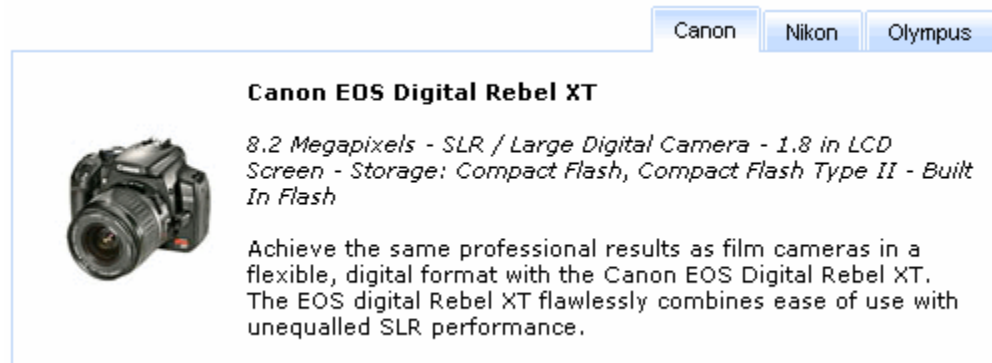 Canon Nikon Olympus
Canon EOS Digital Rebel XT
8.2 Megapixels - SLR / Large Digital Camera - 1.8 in LCD
Screen - Storage: Compact Flash, Compact Flash Type II - Built
In Flash
Achieve the same professional results as film cameras in a
flexible, digital format with the Canon EOS Digital Rebel XT.
The EOS digital Rebel XT flawlessly combines ease of use with
unequalled SLR performance.